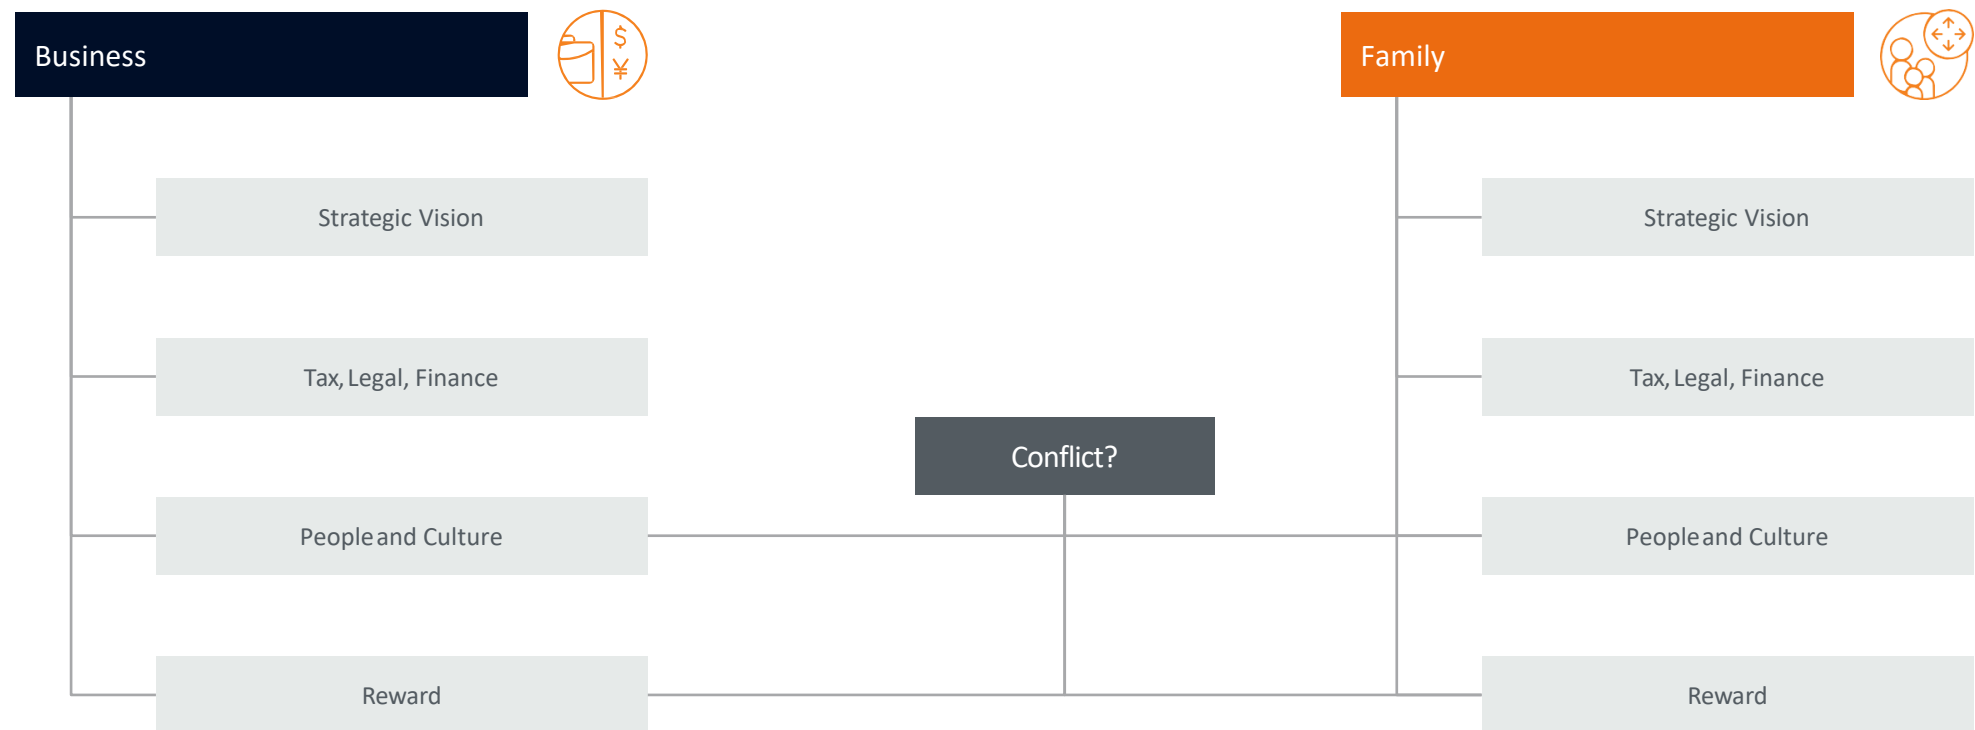 Business
$
¥
Family
Strategic Vision
Strategic Vision
Tax, Legal, Finance
Tax, Legal, Finance
Conflict?
People and Culture
People and Culture
Reward
Reward